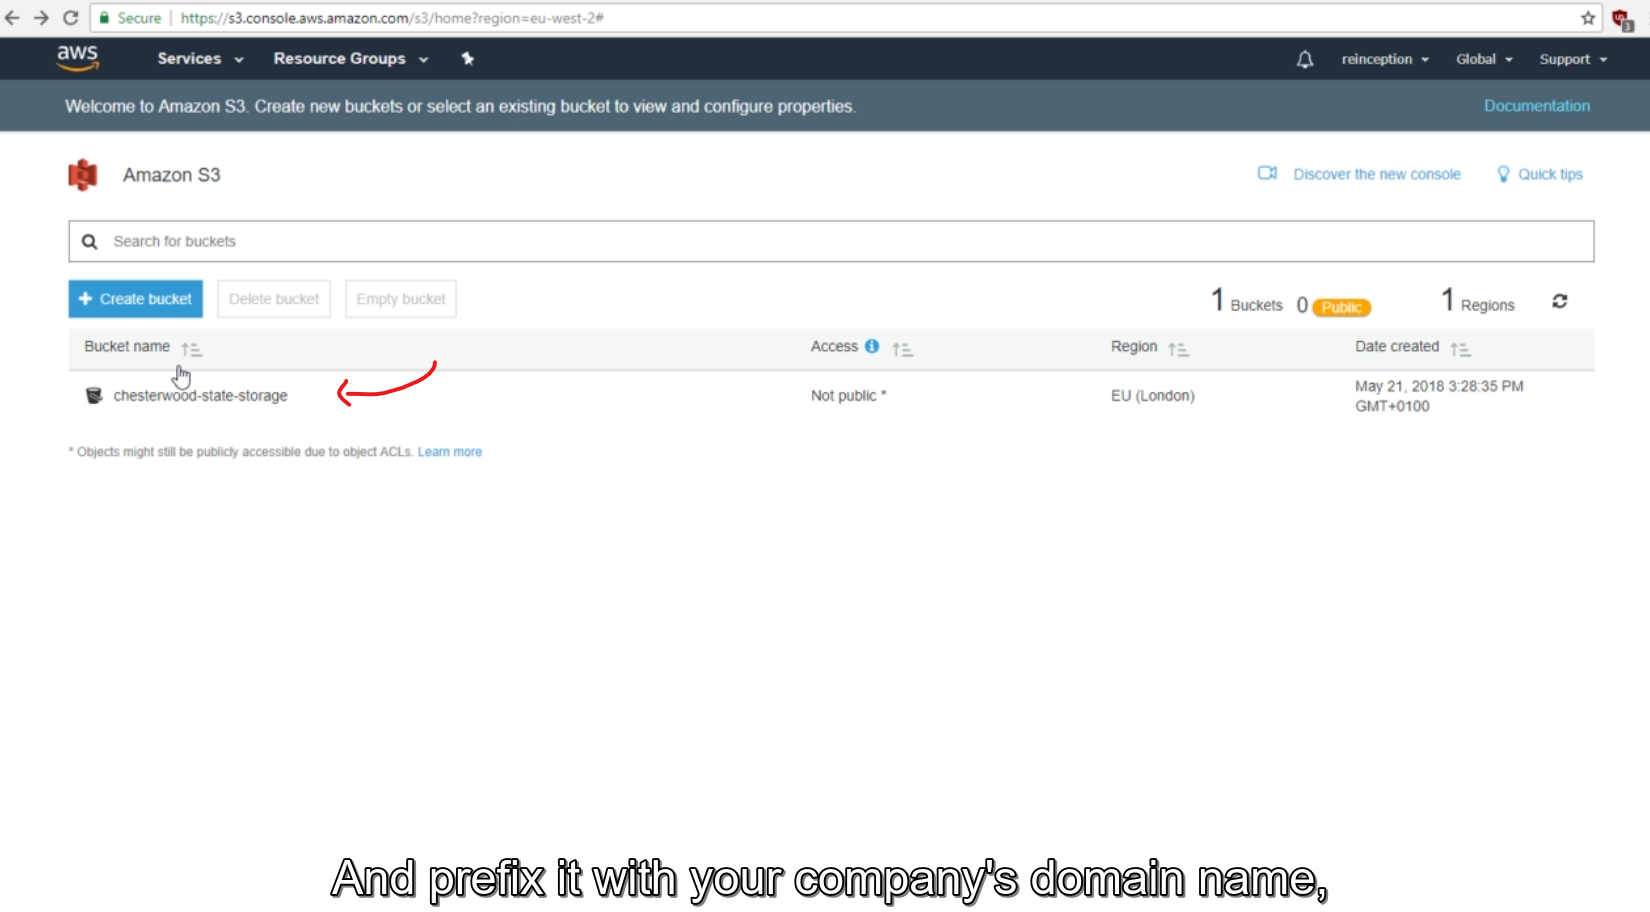 Secure https://s3.console.aws.amazon.com/s3/home?region=eu-west-2#
3
aws Services Resource Groups reinception Global Support
Welcome to Amazon S3. Create new buckets or select an existing bucket to view and configure properties. Documentation
Amazon S3 Discover the new console Quick tips
Search for buckets
+ Create bucket Delete bucket Empty bucket 1 Buckets 0 Public 1 Regions
Bucket name Access Region Date created
chesterwood-state-storage Not public * EU (London) May 21, 2018 3:28:35 PM
GMT+0100
* Objects might still be publicly accessible due to object ACLs. Learn more
And prefix it with your company's domain name,